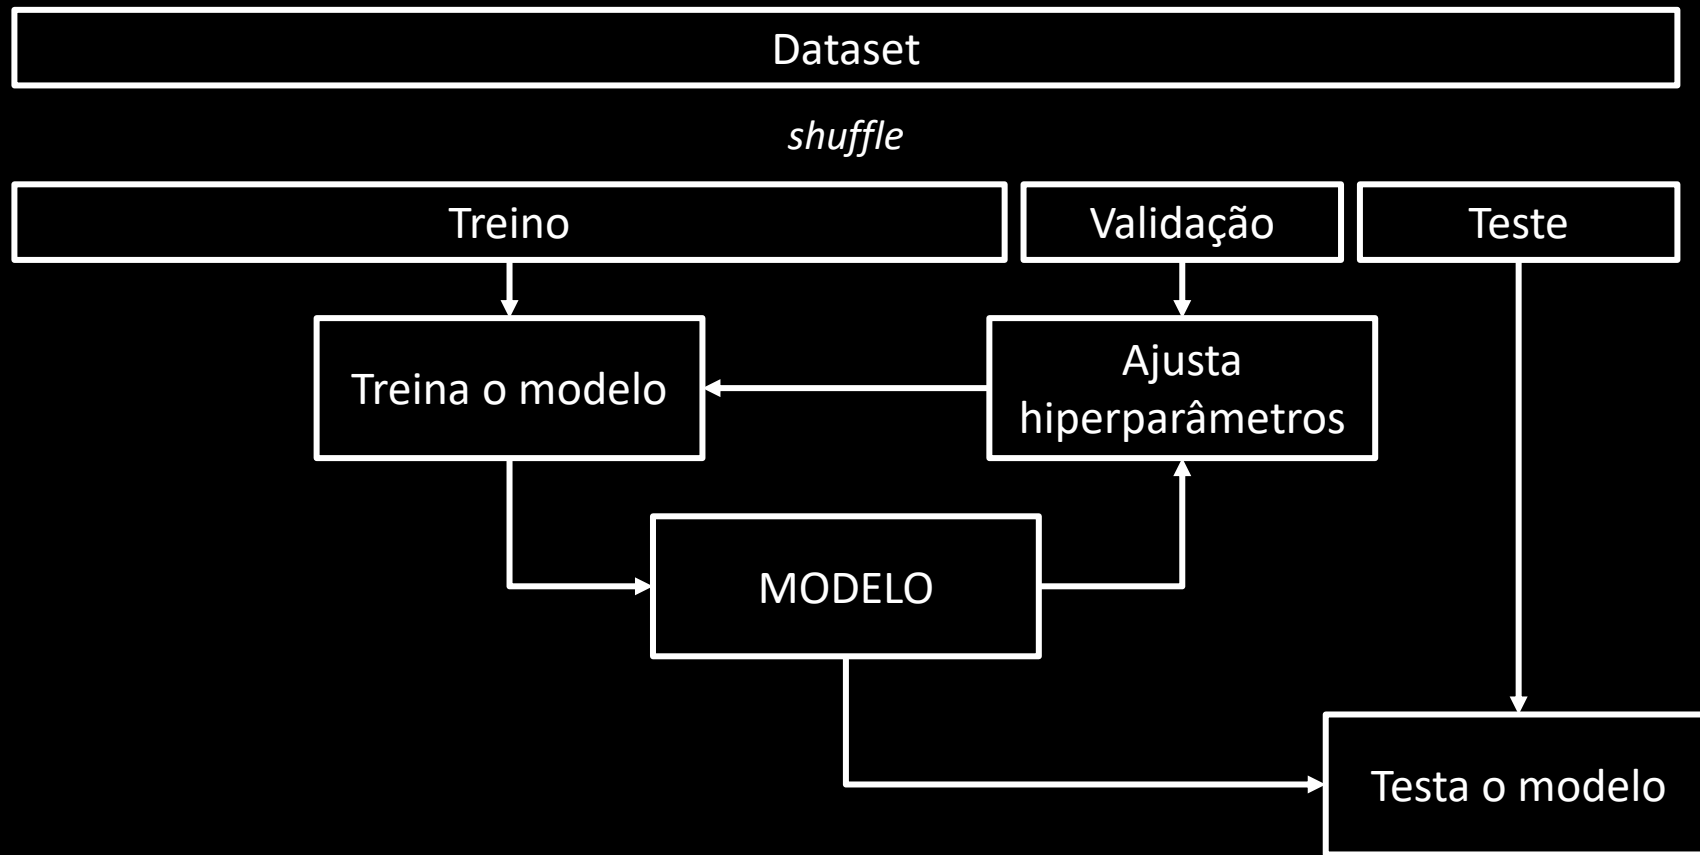 Dataset
shuffle
Treino
Validação
Teste
Treina o modelo
Ajusta
hiperparâmetros
MODELO
Testa o modelo